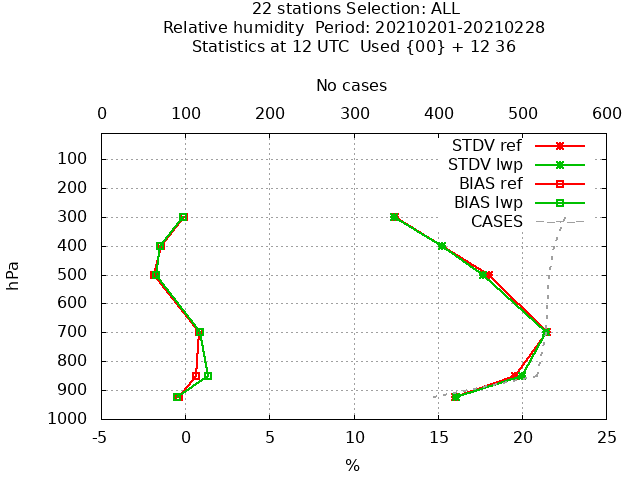 22 stations Selection: ALL
Relative humidity  Period: 20210201-20210228
Statistics at 12 UTC  Used {00} + 12 36
No cases
0 100 200 300 400 500 600
STDV ref
STDV lwp
BIAS ref
BIAS lwp
CASES
100
200
300
400
500
600
700
800
900
1000
hPa
-5 0 5 10 15 20 25
%